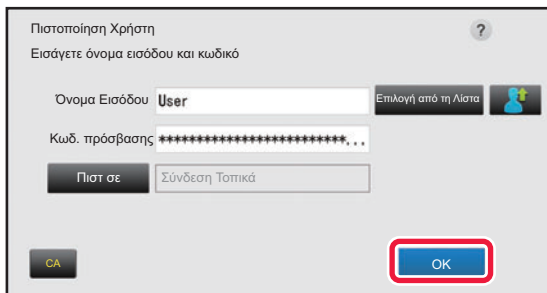 Πιστοποίηση Χρήστη ?
Εισάγετε όνομα εισόδου και κωδικό
Όνομα Εισόδου User Επιλογή από τη Λίστα
Κωδ. πρόσβασης *************************...
Πιστ σε Σύνδεση Τοπικά
CA OK